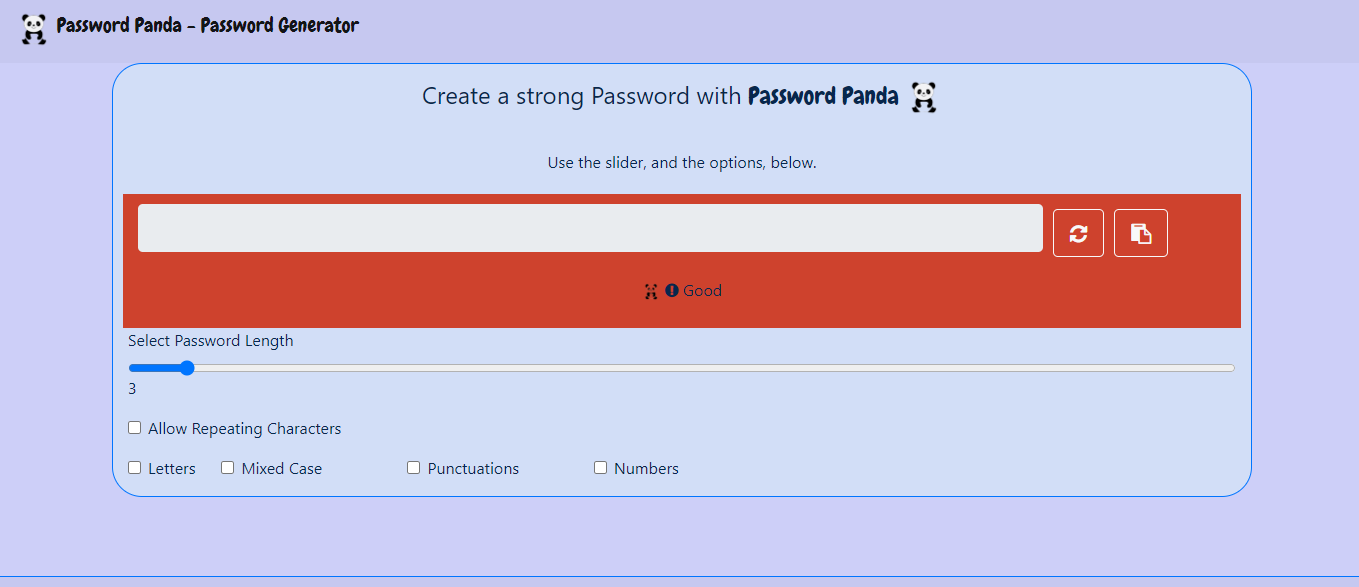 Password Panda - Password Generator
Create a strong Password with Password Panda
Use the slider, and the options, below.
Good
Select Password Length
3
Allow Repeating Characters
Letters Mixed Case Punctuations Numbers